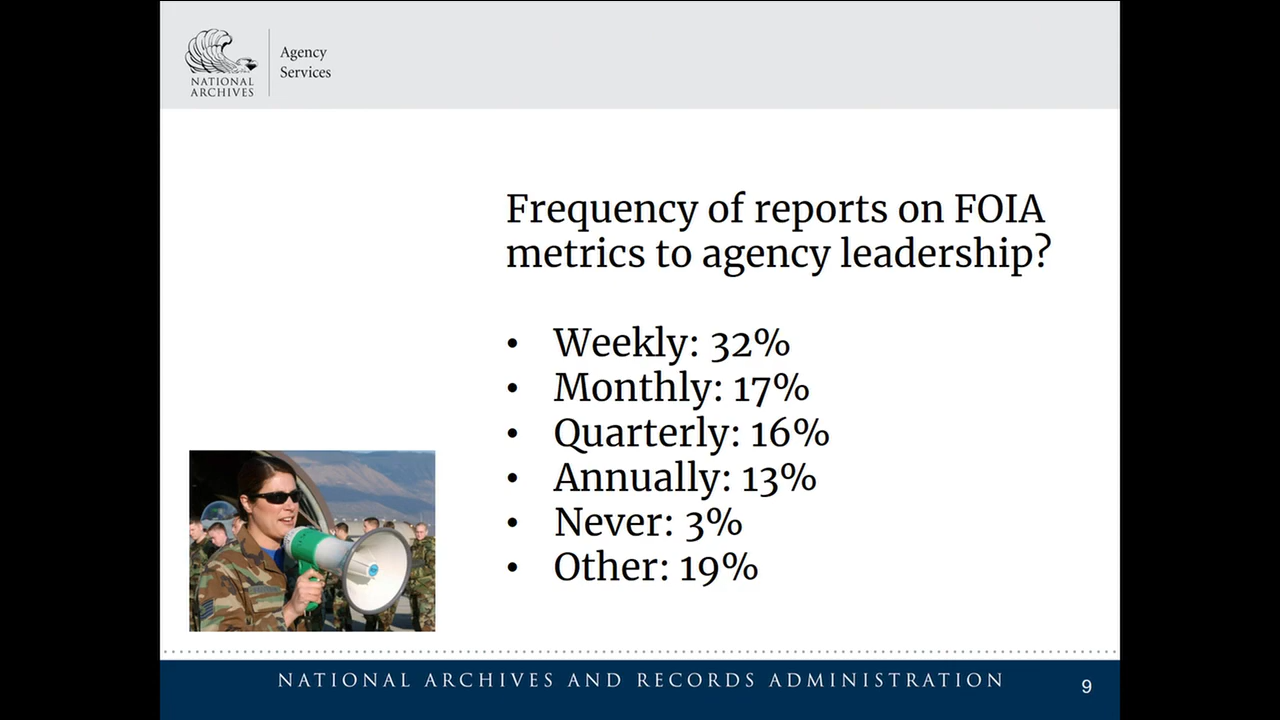 NATIONAL
ARCHIVES
Agency
Services
Frequency of reports on FOIA
metrics to agency leadership?
• Weekly: 32%
• Monthly: 17%
• Quarterly: 16%
• Annually: 13%
• Never: 3%
• Other: 19%
NATIONAL ARCHIVES AND RECORDS ADMINISTRATION
9